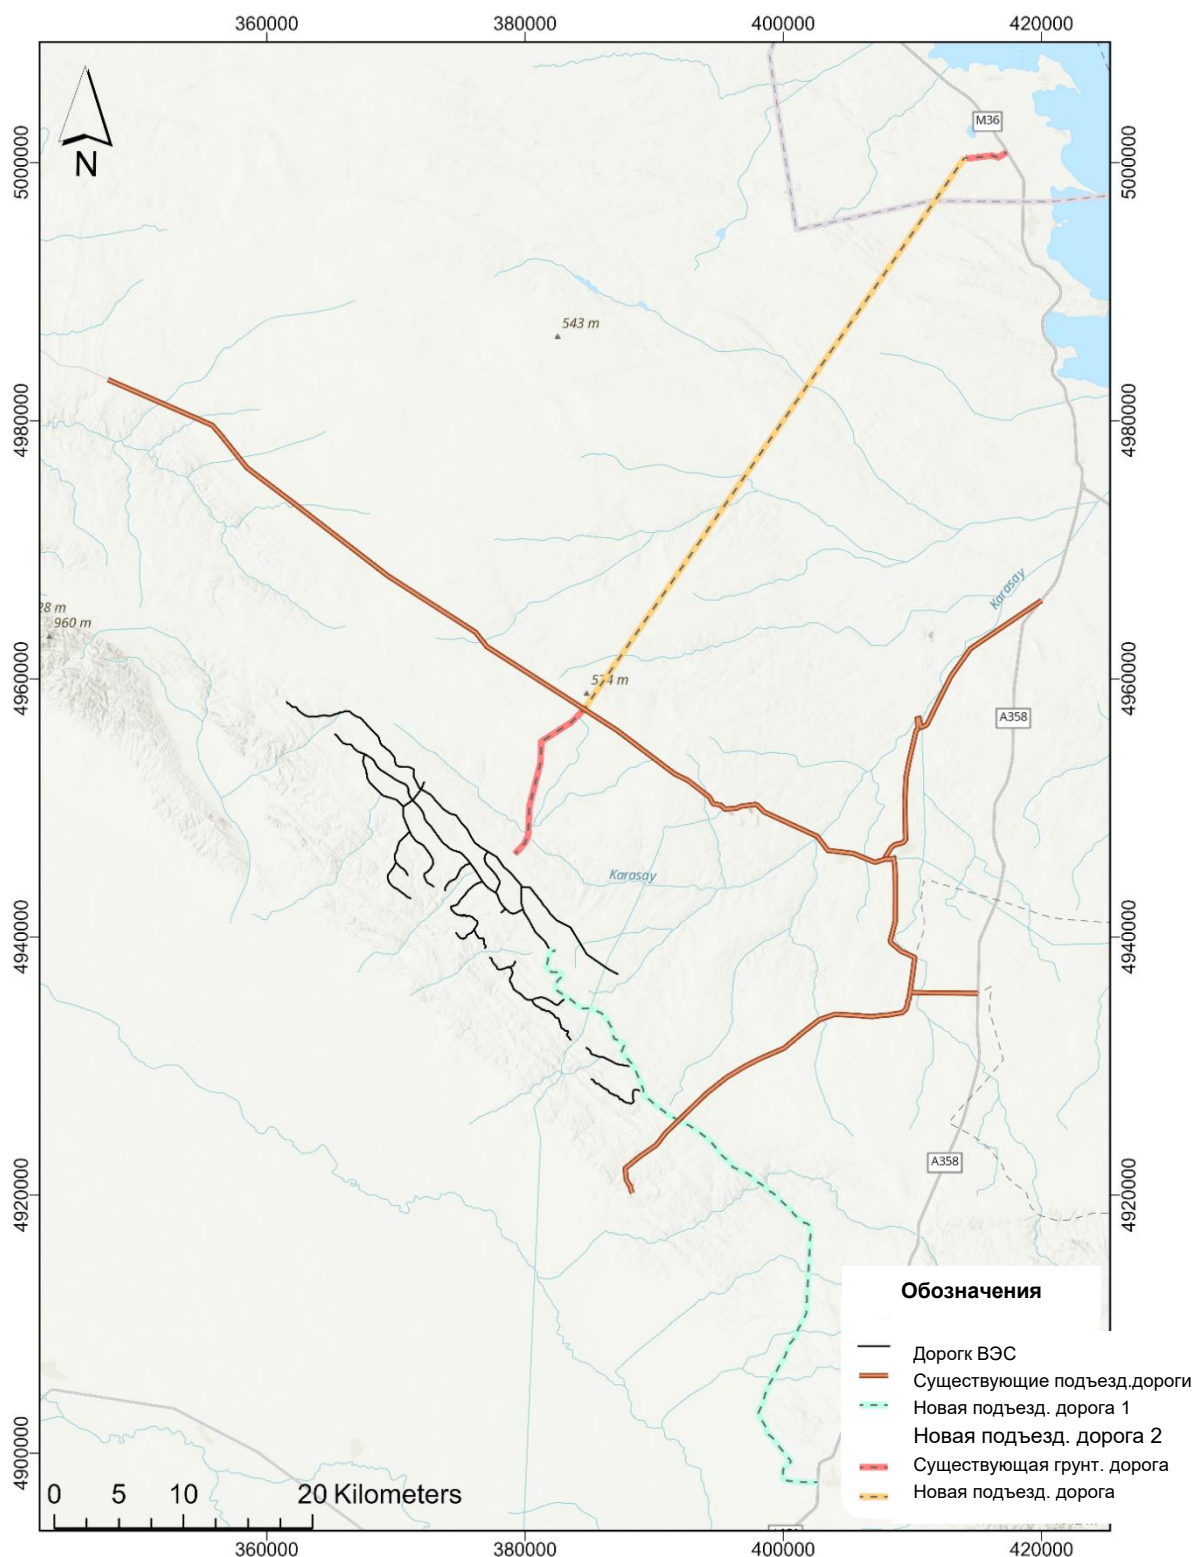 360000 380000 400000 420000
N
M36
5000000 5000000
543 m
4980000 4980000
Karasay
28 m
960 m
574 m
4960000 4960000
A358
Karasay
4940000 4940000
A358
4920000 4920000
Обозначения
Дорогк ВЭС
Существующие подъезд.дороги
Новая подъезд. дорога 1
Новая подъезд. дорога 2
Существующая грунт. дорога
Новая подъезд. дорога
4900000
0 5 10 20 Kilometers
360000 380000 400000 420000